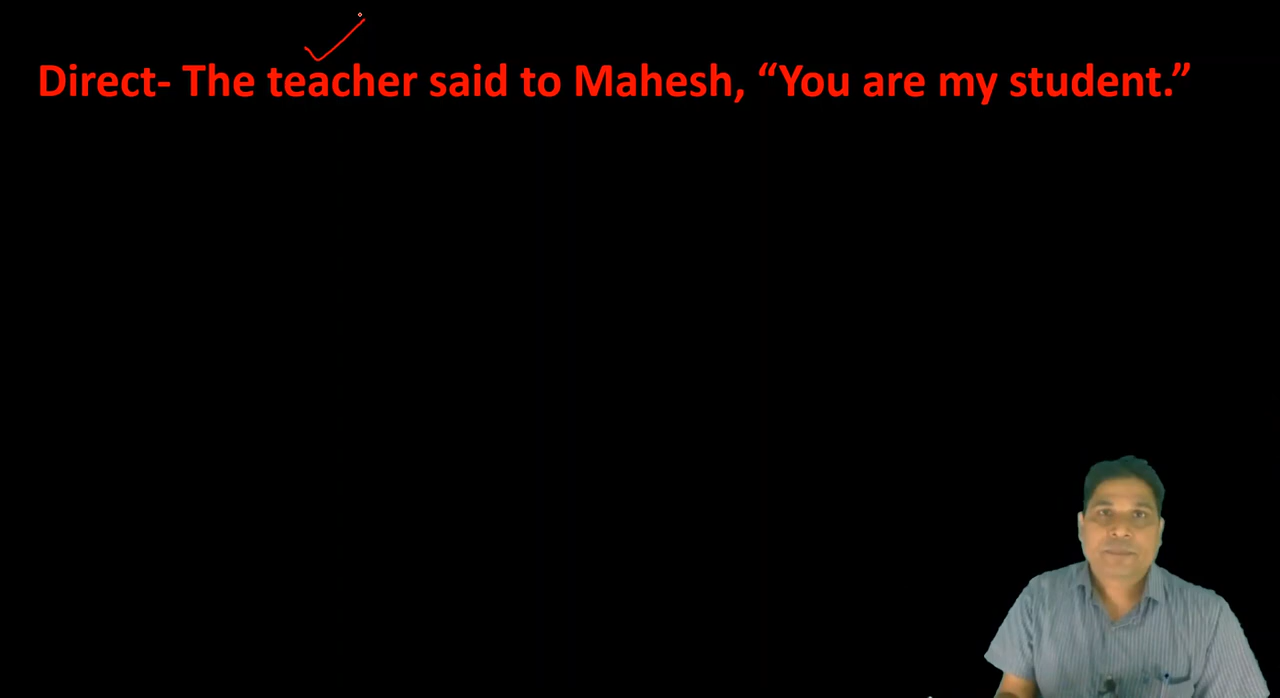 Direct- The teacher said to Mahesh, “You are my student.”